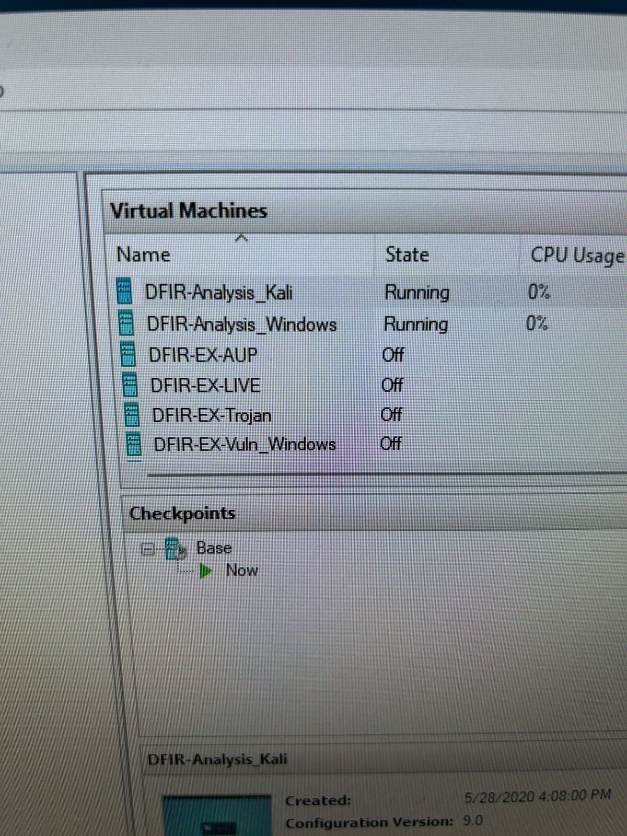 Virtual Machines
Name State CPU Usage
DFIR-Analysis_Kali Running 0%
DFIR-Analysis_Windows Running 0%
DFIR-EX-AUP Off
DFIR-EX-LIVE Off
DFIR-EX-Trojan Off
DFIR-EX-Vuln_Windows Off
Checkpoints
Base
Now
DFIR-Analysis_Kali
Created: 5/28/2020 4:08:00 PM
Configuration Version: 9.0